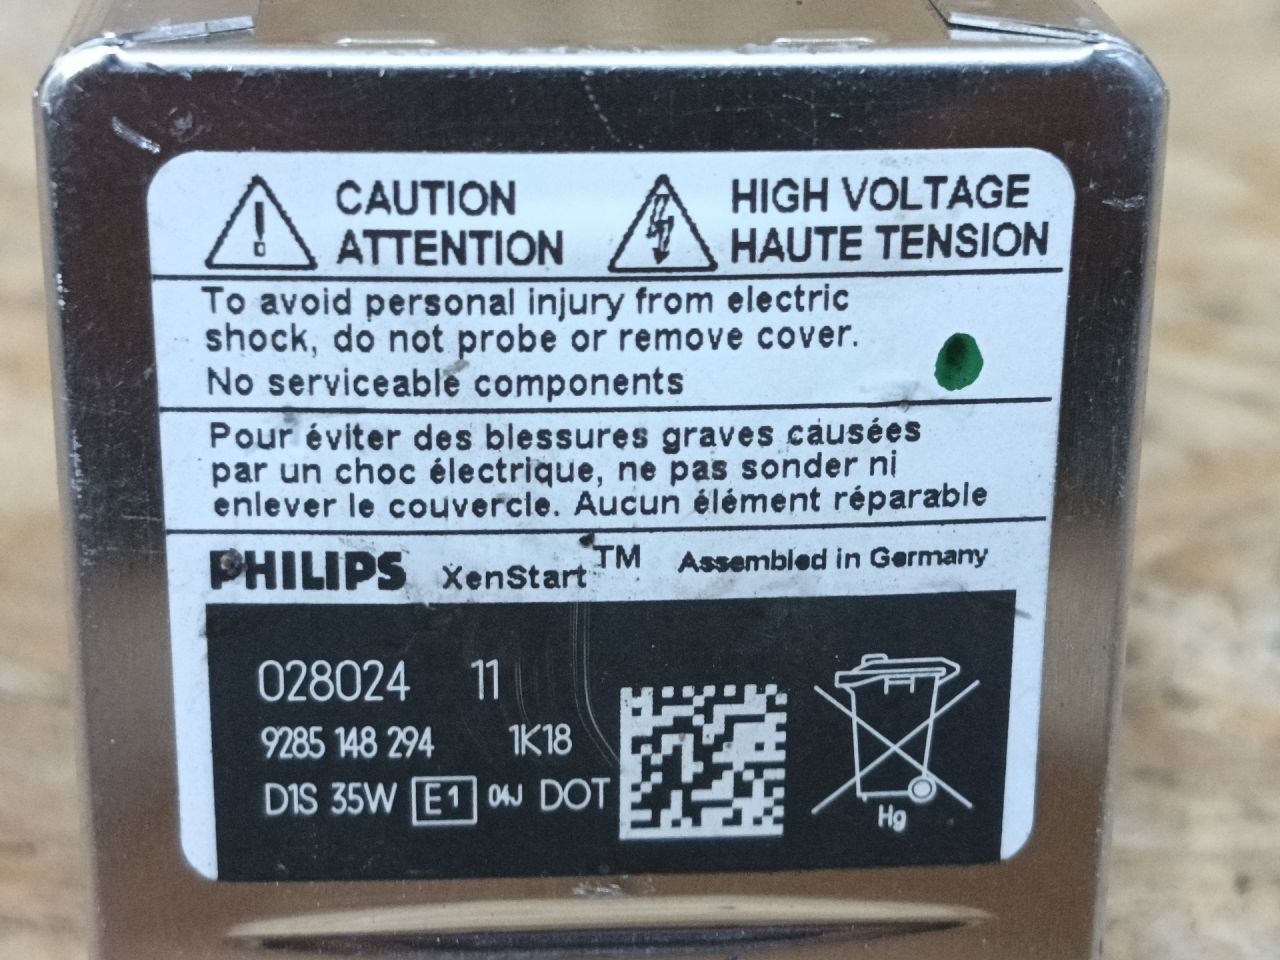 CAUTION
ATTENTION
HIGH VOLTAGE
HAUTE TENSION
To avoid personal injury from electric
shock, do not probe or remove cover.
No serviceable components
Pour éviter des blessures graves causées
par un choc électrique, ne pas sonder ni
enlever le couvercle. Aucun élément réparable
PHILIPS XenStart™ Assembled in Germany
028024 11
9285 148 294 1K18
D1S 35W E1 04J DOT
Hg